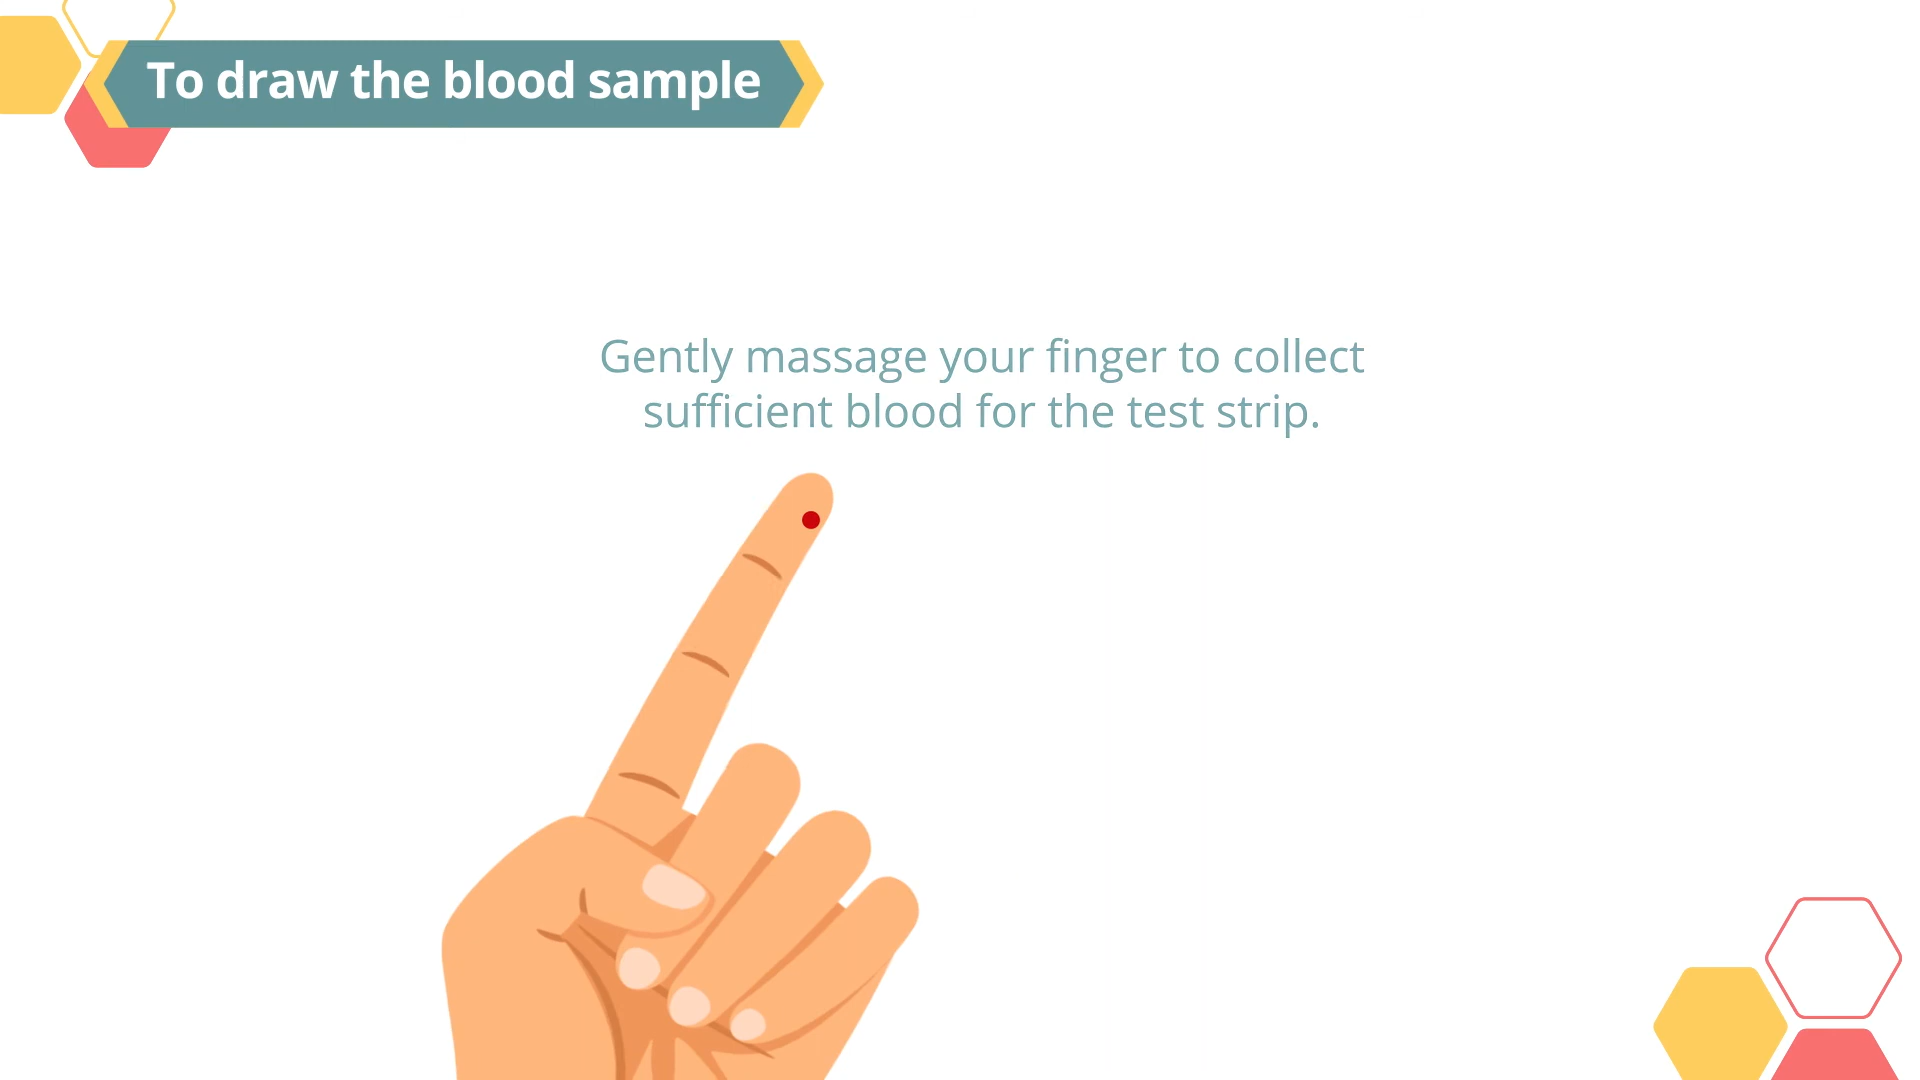 To draw the blood sample
Gently massage your finger to collect
sufficient blood for the test strip.